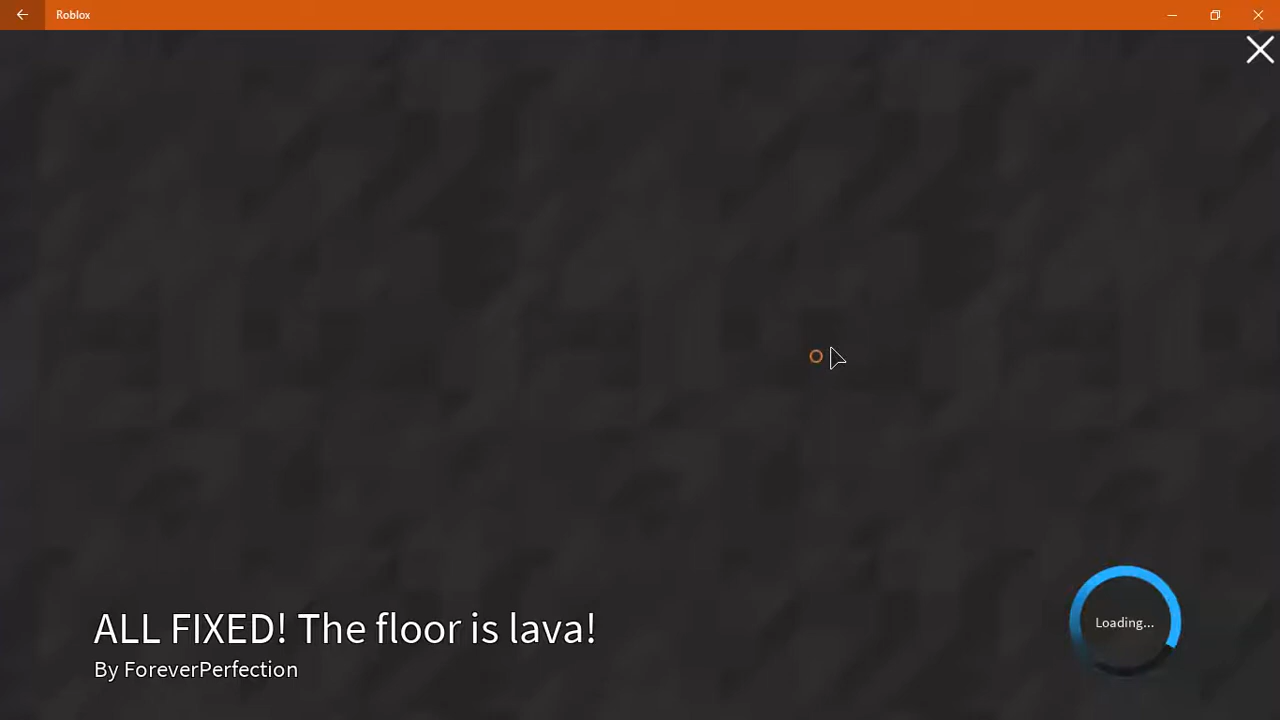 Roblox
ALL FIXED! The floor is lava!
By ForeverPerfection
Loading...